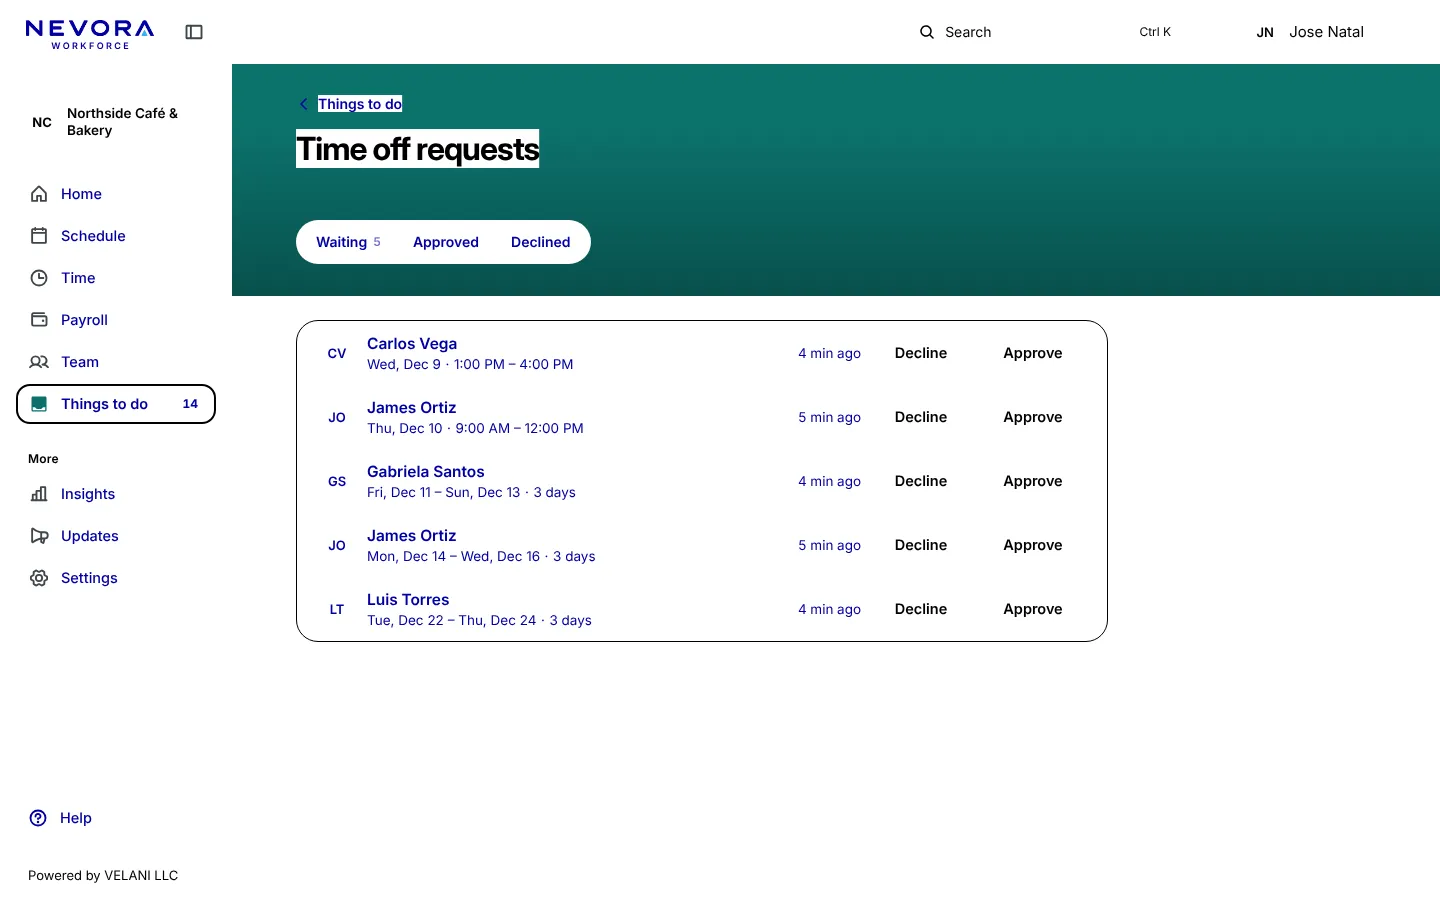 NEVORA
WORKFORCE
Search
Ctrl K
JN
Jose Natal
NC
Northside Café &
Bakery
Home
Schedule
Time
Payroll
Team
Things to do
14
More
Insights
Updates
Settings
Help
Powered by VELANI LLC
Things to do
Time off requests
Waiting 5
Approved
Declined
CV
Carlos Vega
Wed, Dec 9 · 1:00 PM – 4:00 PM
4 min ago
Decline
Approve
JO
James Ortiz
Thu, Dec 10 · 9:00 AM – 12:00 PM
5 min ago
Decline
Approve
GS
Gabriela Santos
Fri, Dec 11 – Sun, Dec 13 · 3 days
4 min ago
Decline
Approve
JO
James Ortiz
Mon, Dec 14 – Wed, Dec 16 · 3 days
5 min ago
Decline
Approve
LT
Luis Torres
Tue, Dec 22 – Thu, Dec 24 · 3 days
4 min ago
Decline
Approve